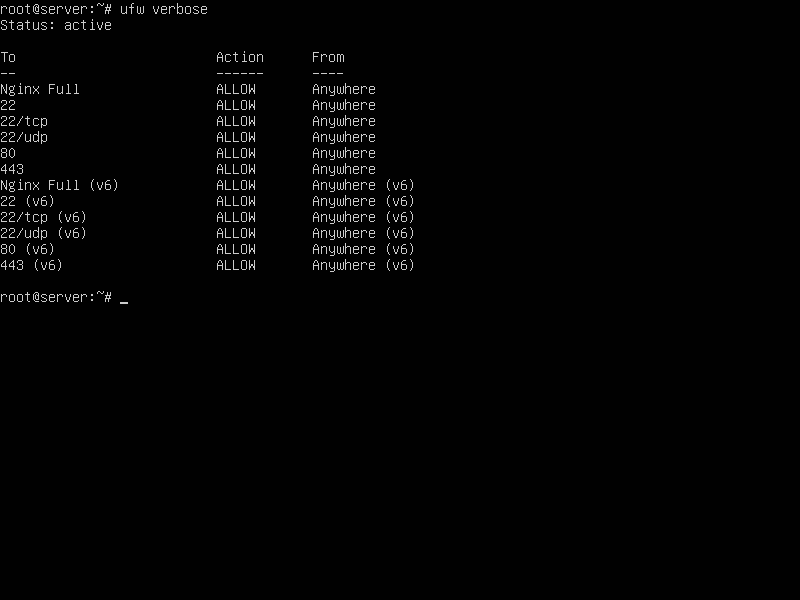 root@server:~# ufw verbose
Status: active
To                         Action      From
--                         ------      ----
Nginx Full                 ALLOW       Anywhere
22                         ALLOW       Anywhere
22/tcp                     ALLOW       Anywhere
22/udp                     ALLOW       Anywhere
80                         ALLOW       Anywhere
443                        ALLOW       Anywhere
Nginx Full (v6)            ALLOW       Anywhere (v6)
22 (v6)                    ALLOW       Anywhere (v6)
22/tcp (v6)                ALLOW       Anywhere (v6)
22/udp (v6)                ALLOW       Anywhere (v6)
80 (v6)                    ALLOW       Anywhere (v6)
443 (v6)                   ALLOW       Anywhere (v6)
root@server:~# _